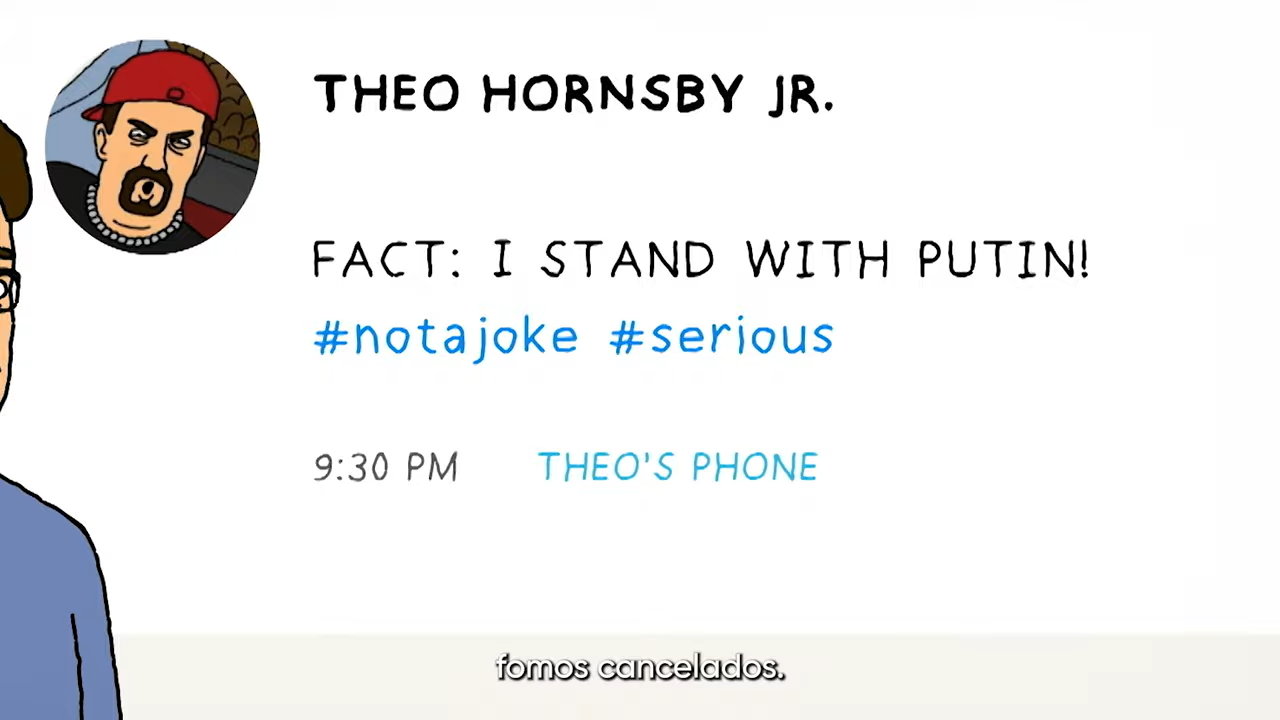 THEO HORNSBY JR.
FACT: I STAND WITH PUTIN!
#notajoke #serious
9:30 PM THEO'S PHONE
fomos cancelados.